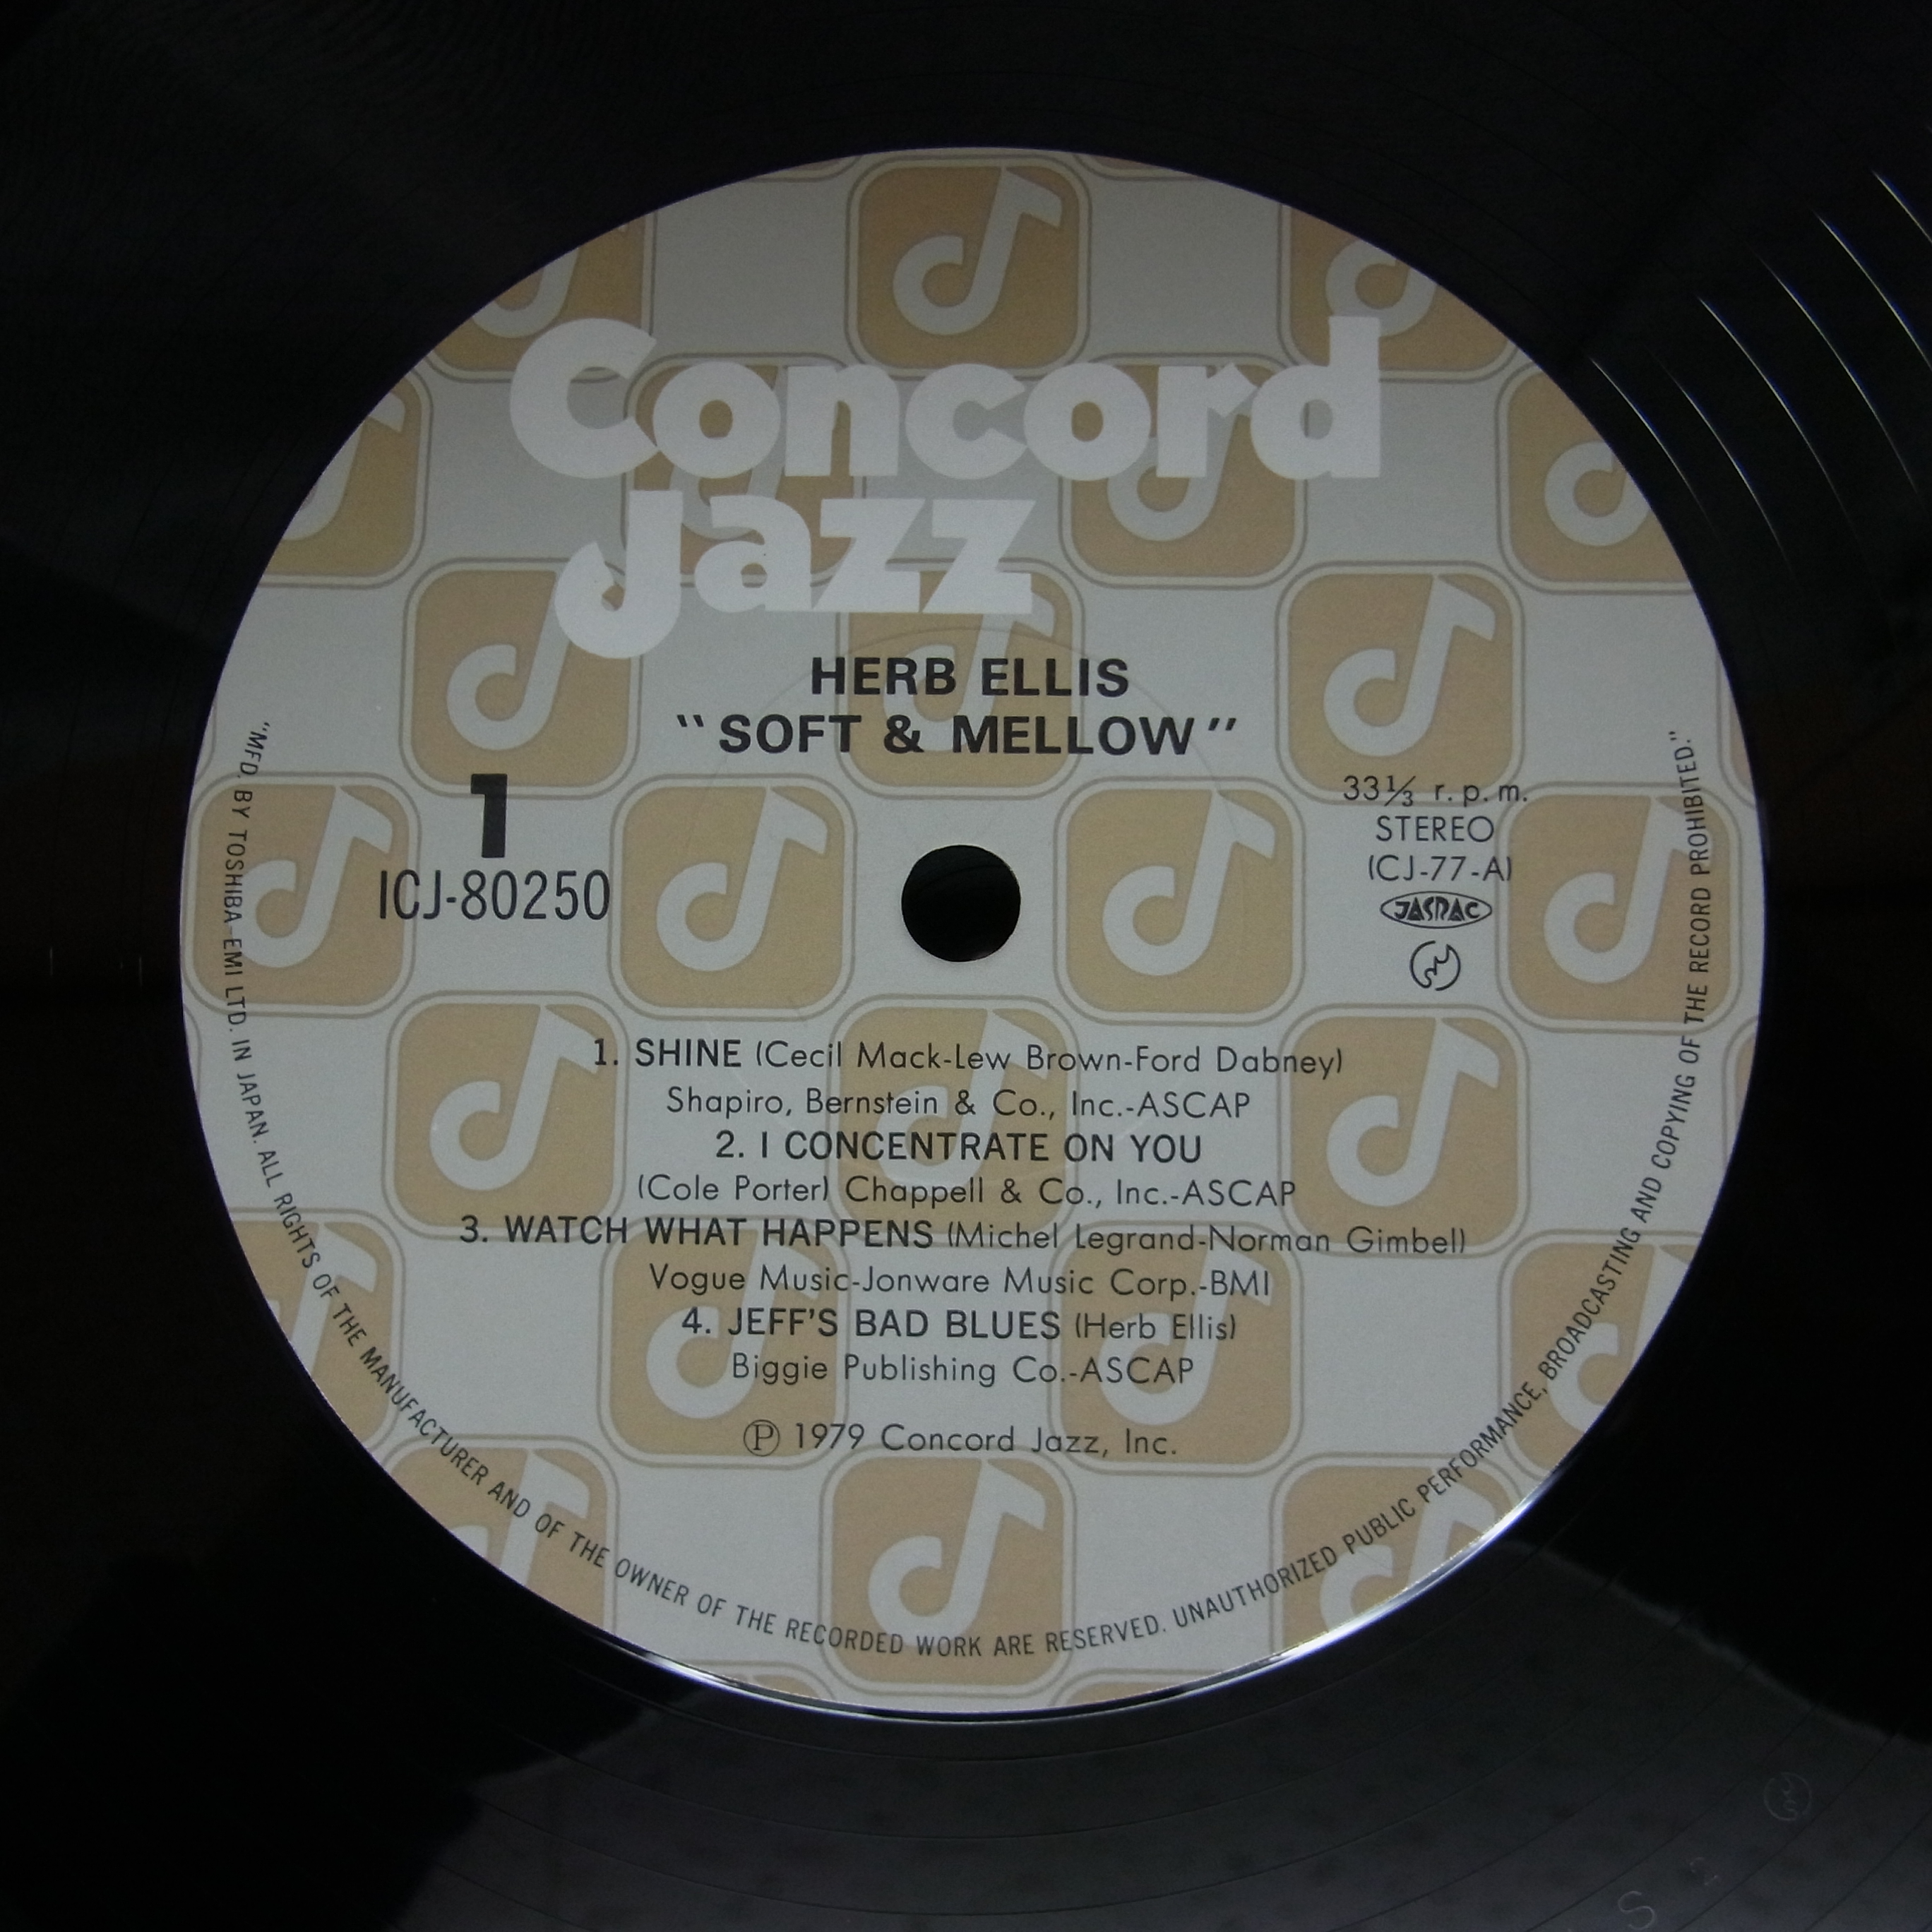 Concord
Jazz
HERB ELLIS
"SOFT & MELLOW"
1
ICJ-80250
33⅓ r.p.m.
STEREO
(CJ-77-A)
JASRAC
1. SHINE (Cecil Mack-Lew Brown-Ford Dabney)
Shapiro, Bernstein & Co., Inc.-ASCAP
2. I CONCENTRATE ON YOU
(Cole Porter) Chappell & Co., Inc.-ASCAP
3. WATCH WHAT HAPPENS (Michel Legrand-Norman Gimbell)
Vogue Music-Jonware Music Corp.-BMI
4. JEFF'S BAD BLUES (Herb Ellis)
Biggie Publishing Co.-ASCAP
Ⓟ 1979 Concord Jazz, Inc.
"MFD. BY TOSHIBA-EMI LTD. IN JAPAN. ALL RIGHTS OF THE MANUFACTURER AND OF THE OWNER OF THE RECORDED WORK ARE RESERVED. UNAUTHORIZED PUBLIC PERFORMANCE, BROADCASTING AND COPYING OF THE RECORD PROHIBITED."
S 2